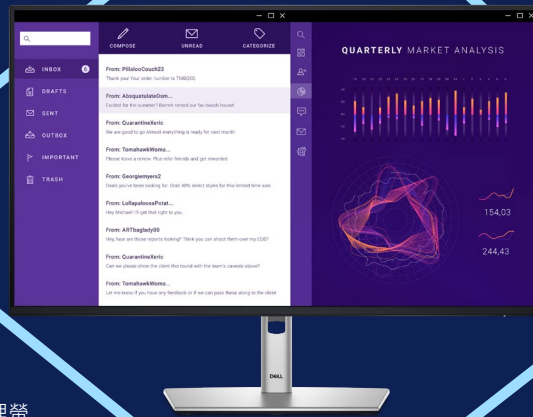 COMPOSE
UNREAD
CATEGORIZE
INBOX
DRAFTS
SENT
OUTBOX
IMPORTANT
TRASH
From: PillalooCouch23
Thank you! Your order number is TMBQSQ
From: AbsquatulateOsm...
Excited for the summer? Barrett rented our fav beach house!
From: QuarantineXeric
We are good to go Almost everything is ready for next month
From: TomahawkWoms...
Please leave a review. Plus refer friends and get rewarded.
From: Georgiemyers2
Deals you've been looking for. Grab 40% select styles for this limited time sale.
From: LollapaloosaPotat...
Hey Michael I'll get that right to you.
From: ARTbaglady00
Hey, how are those reports looking? Think you can shoot them over my EOD?
From: QuarantineXeric
Can we please show the client this round with the team's caveats above?
From: TomahawkWoms...
Let me know if you have any feedback or if we can pass these along to the client
QUARTERLY MARKET ANALYSIS
154,03
244,43
DELL